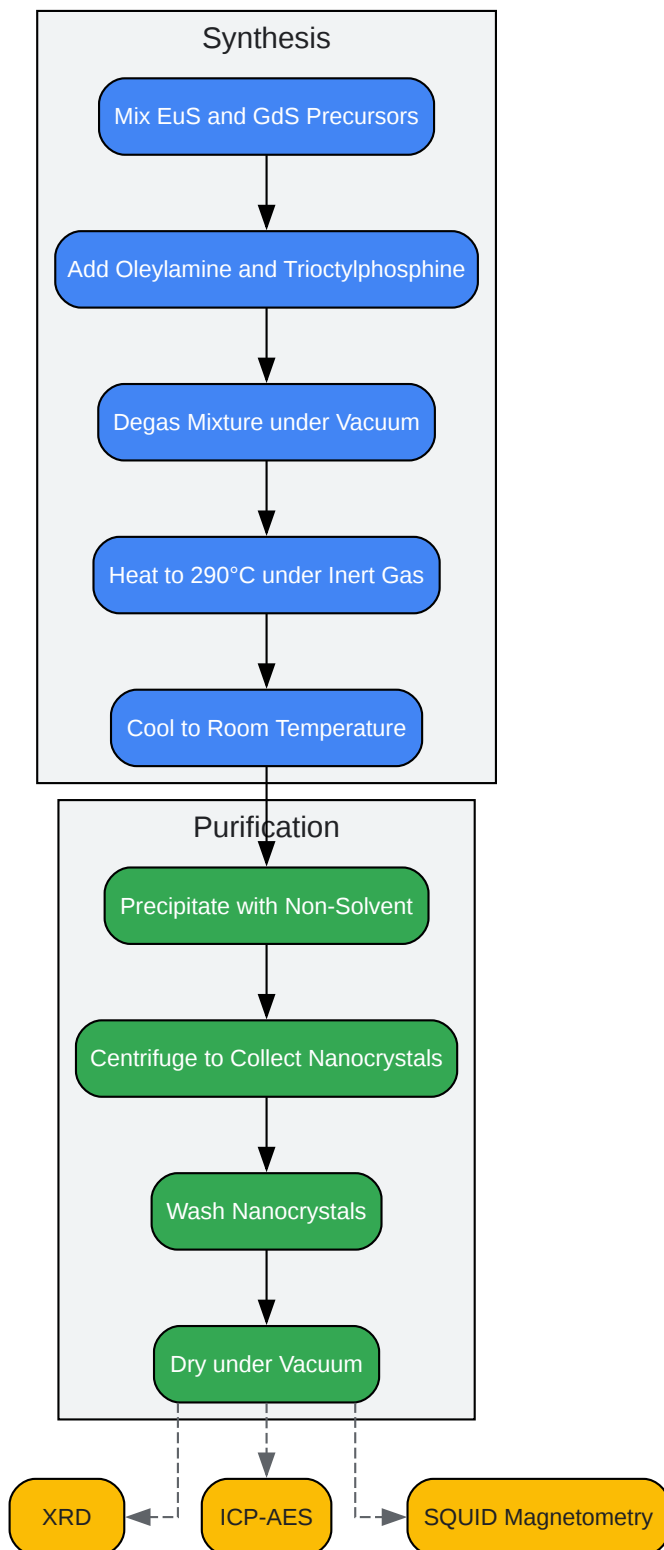 Synthesis
Mix EuS and GdS Precursors
Add Oleylamine and Trioctylphosphine
Degas Mixture under Vacuum
Heat to 290°C under Inert Gas
Cool to Room Temperature
Purification
Precipitate with Non-Solvent
Centrifuge to Collect Nanocrystals
Wash Nanocrystals
Dry under Vacuum
XRD
ICP-AES
SQUID Magnetometry